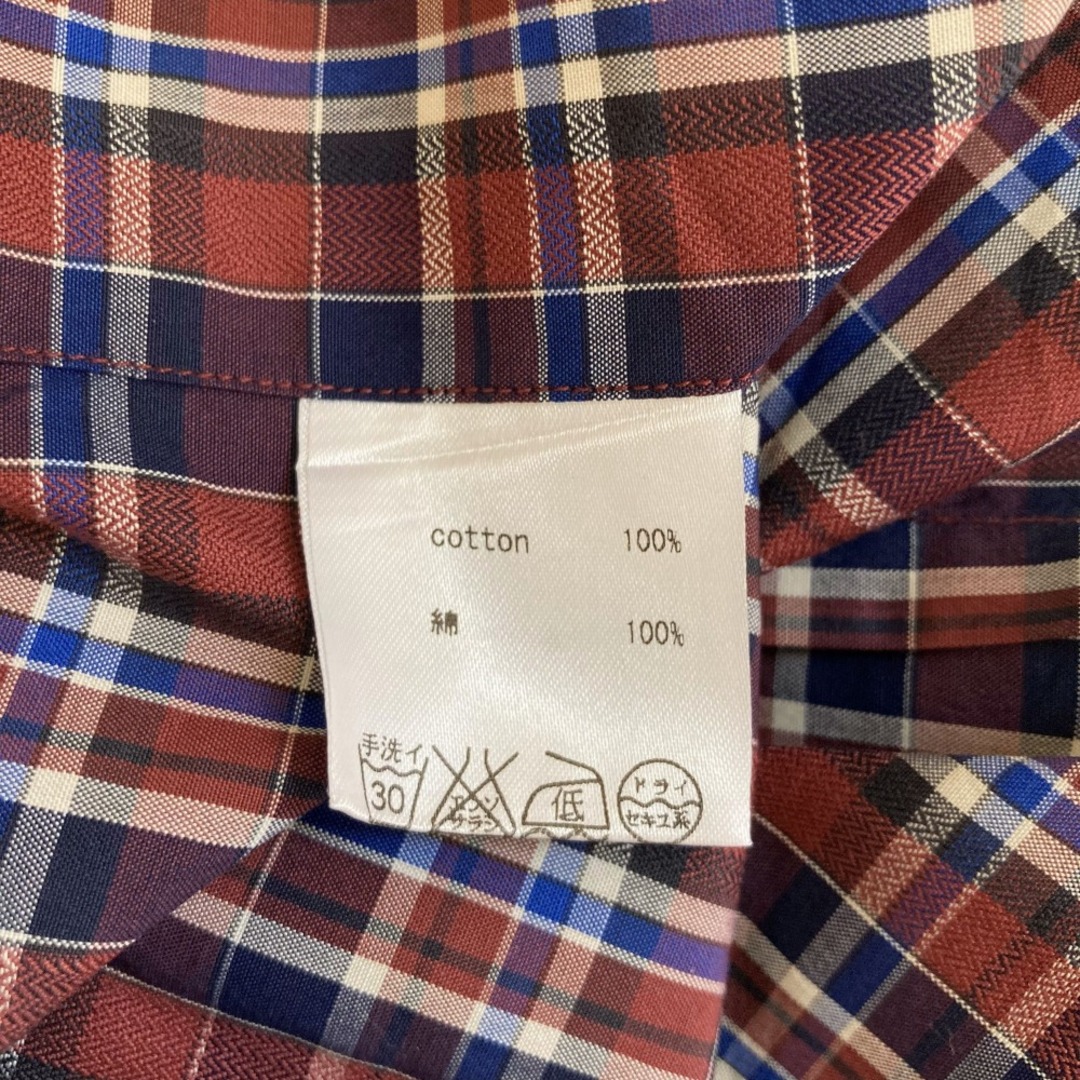 cotton 100%
綿 100%
手洗イ
30
エンソ
サラシ
低
ドライ
セキユ系